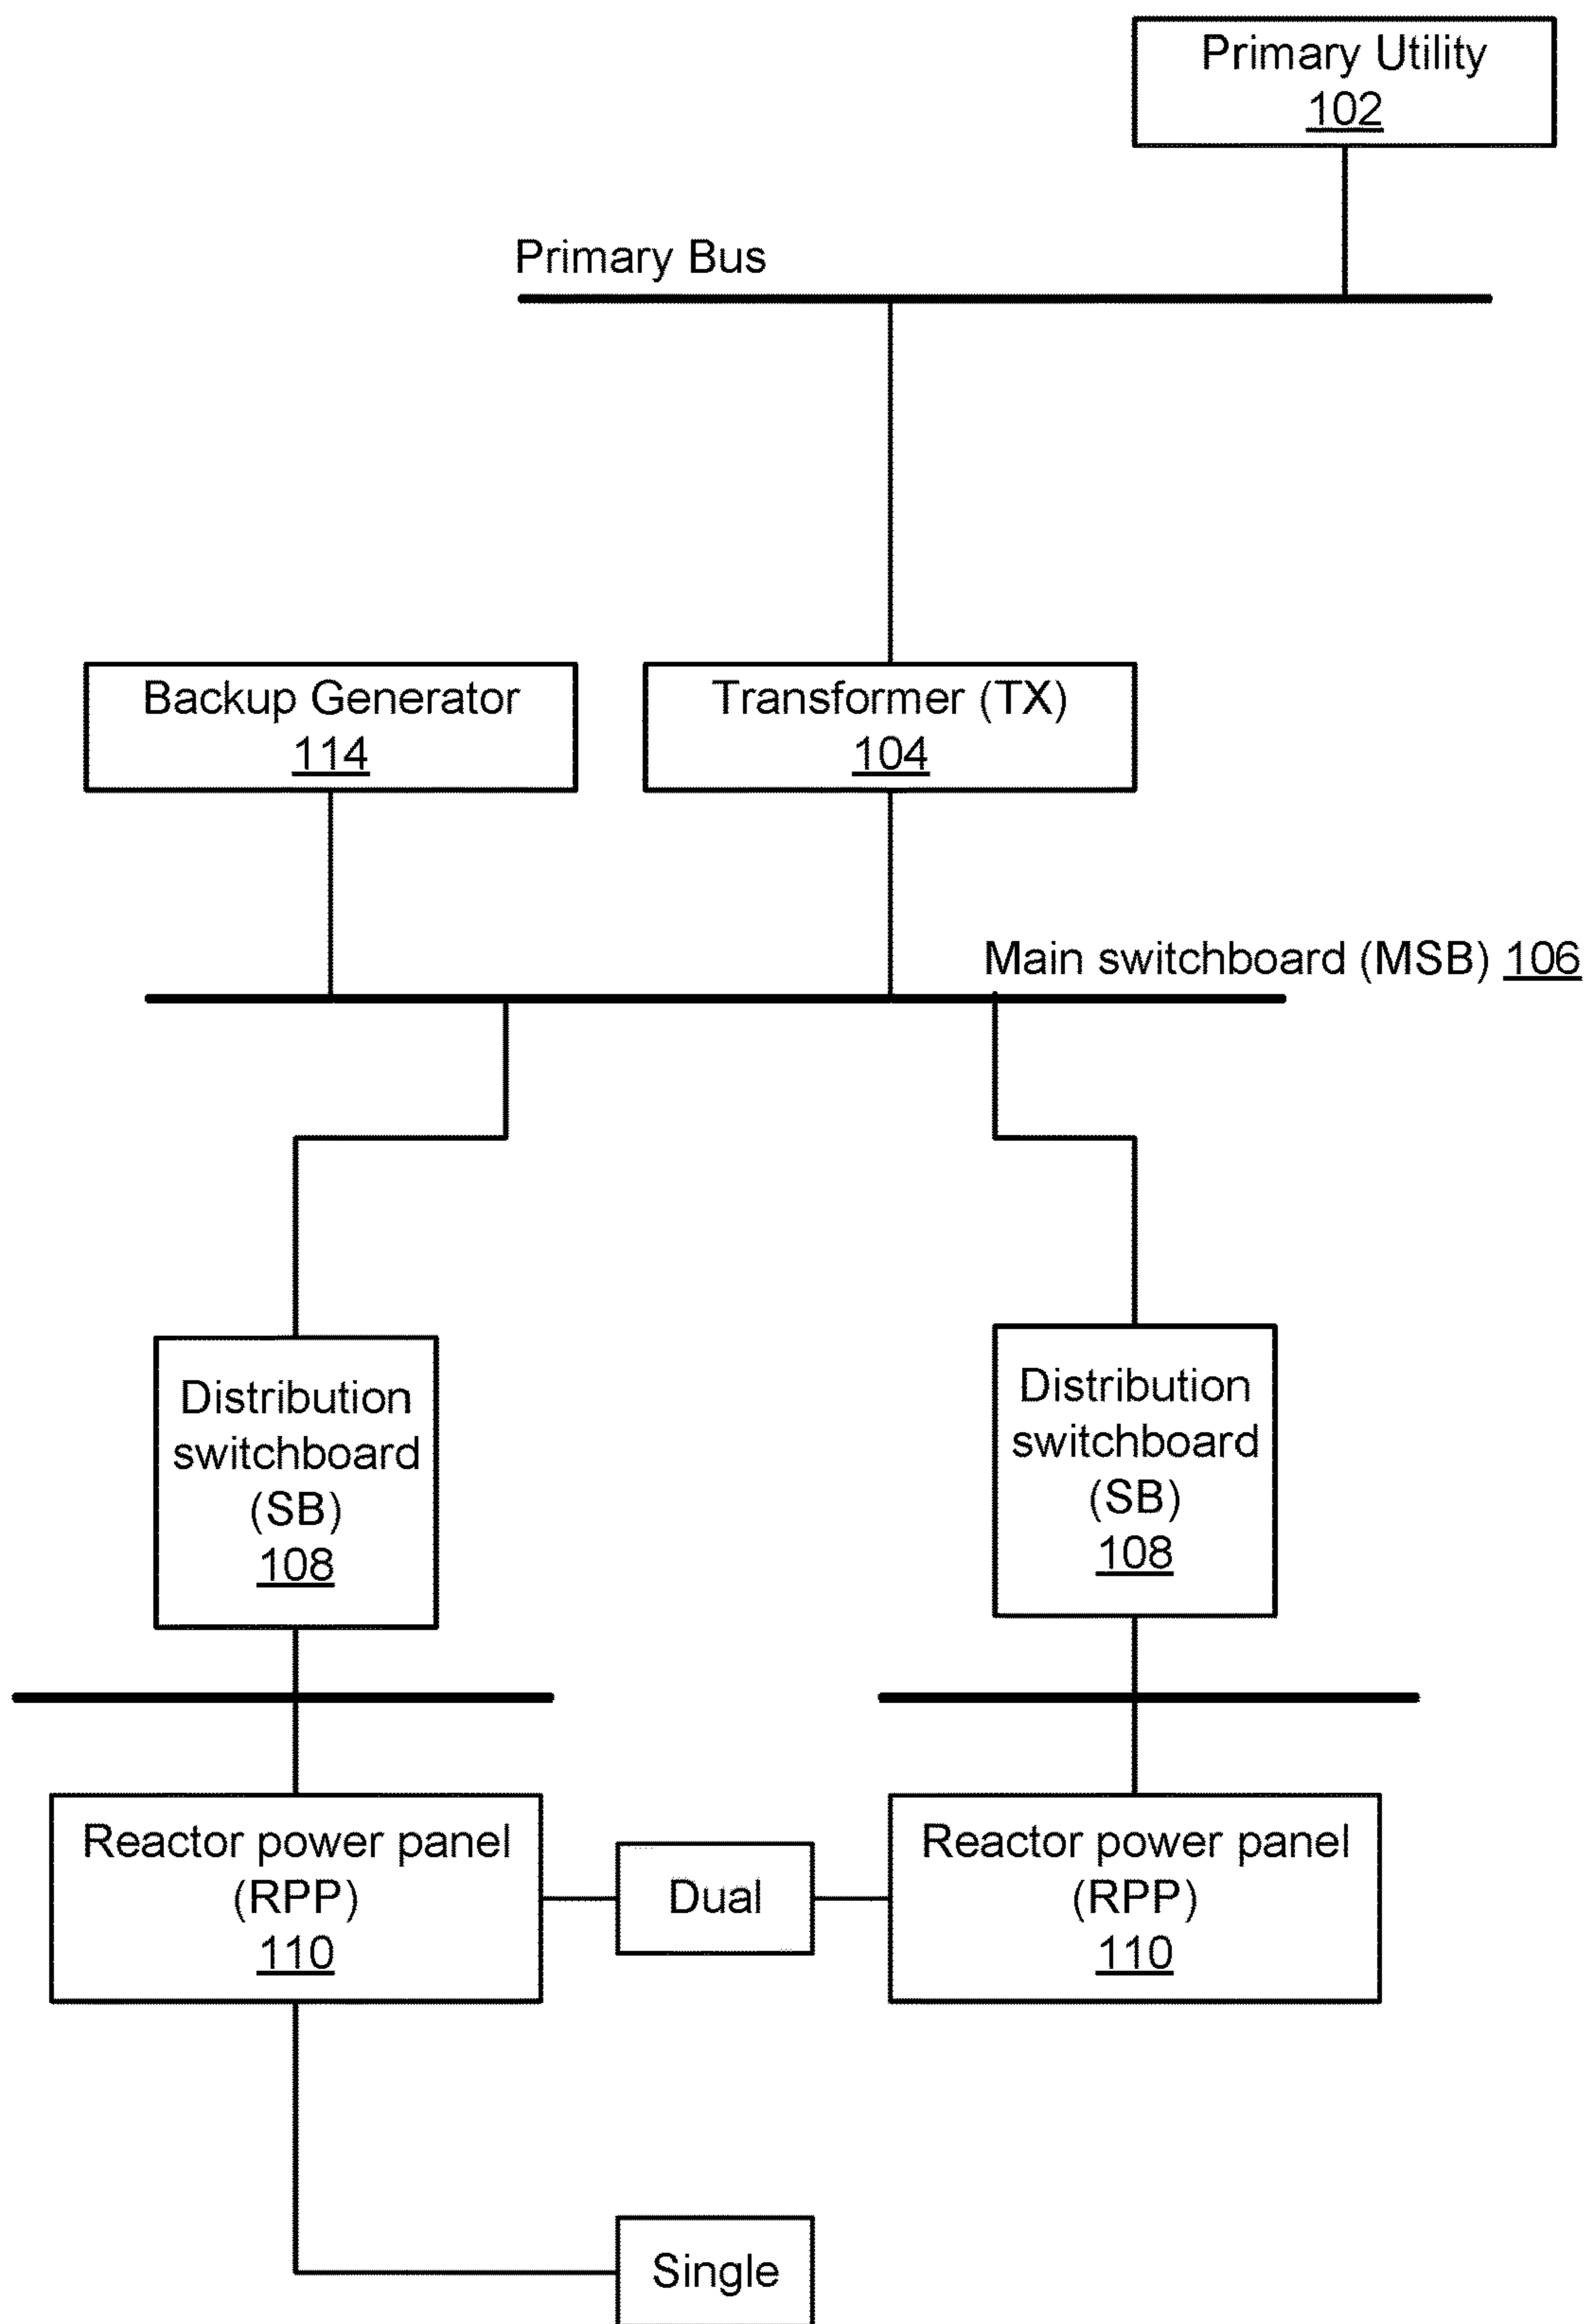 Primary Utility
102
Primary Bus
Backup Generator
114
Transformer (TX)
104
Main switchboard (MSB) 106
Distribution
switchboard
(SB)
108
Distribution
switchboard
(SB)
108
Reactor power panel
(RPP)
110
Dual
Reactor power panel
(RPP)
110
Single